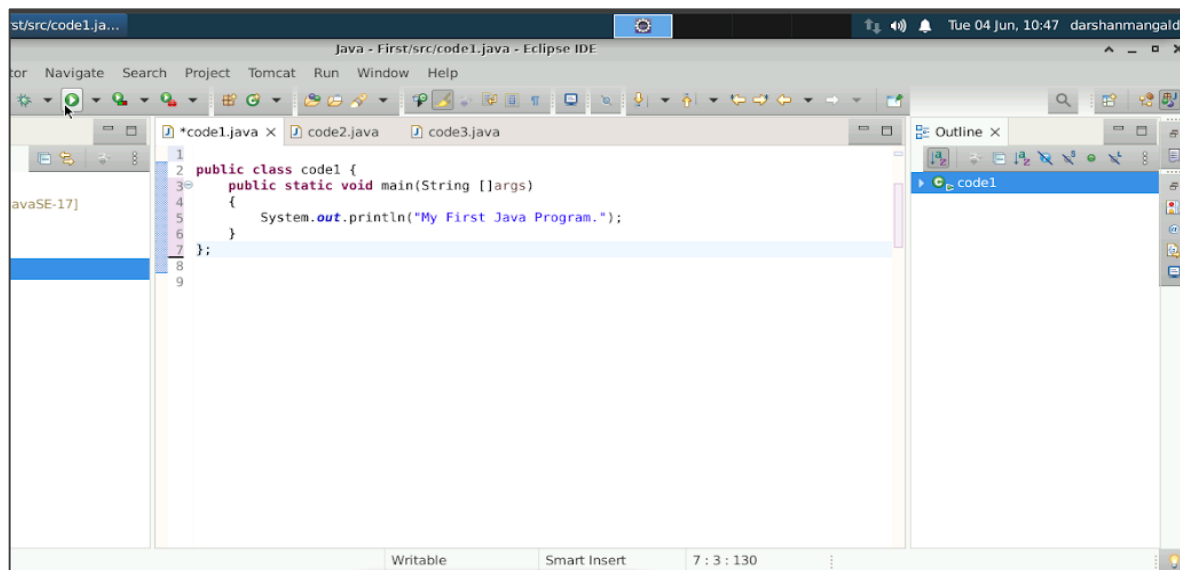 st/src/code1.ja...
Tue 04 Jun, 10:47 darshanmangald
Java - First/src/code1.java - Eclipse IDE
tor Navigate Search Project Tomcat Run Window Help
*code1.java code2.java code3.java
Outline
avaSE-17]
code1
1
2 public class code1 {
3 public static void main(String []args)
4 {
5 System.out.println("My First Java Program.");
6 }
7 };
8
9
Writable Smart Insert 7 : 3 : 130